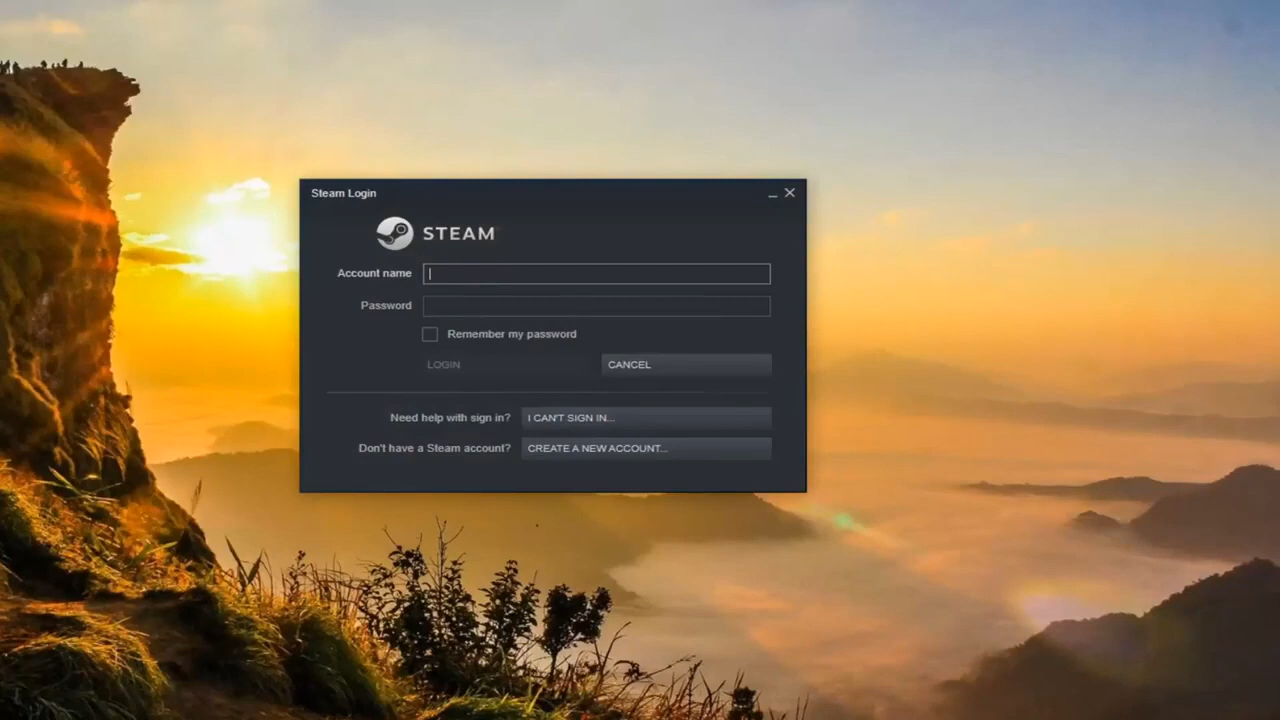 Steam Login
STEAM
Account name
Password
Remember my password
LOGIN CANCEL
Need help with sign in? I CAN'T SIGN IN...
Don't have a Steam account? CREATE A NEW ACCOUNT...